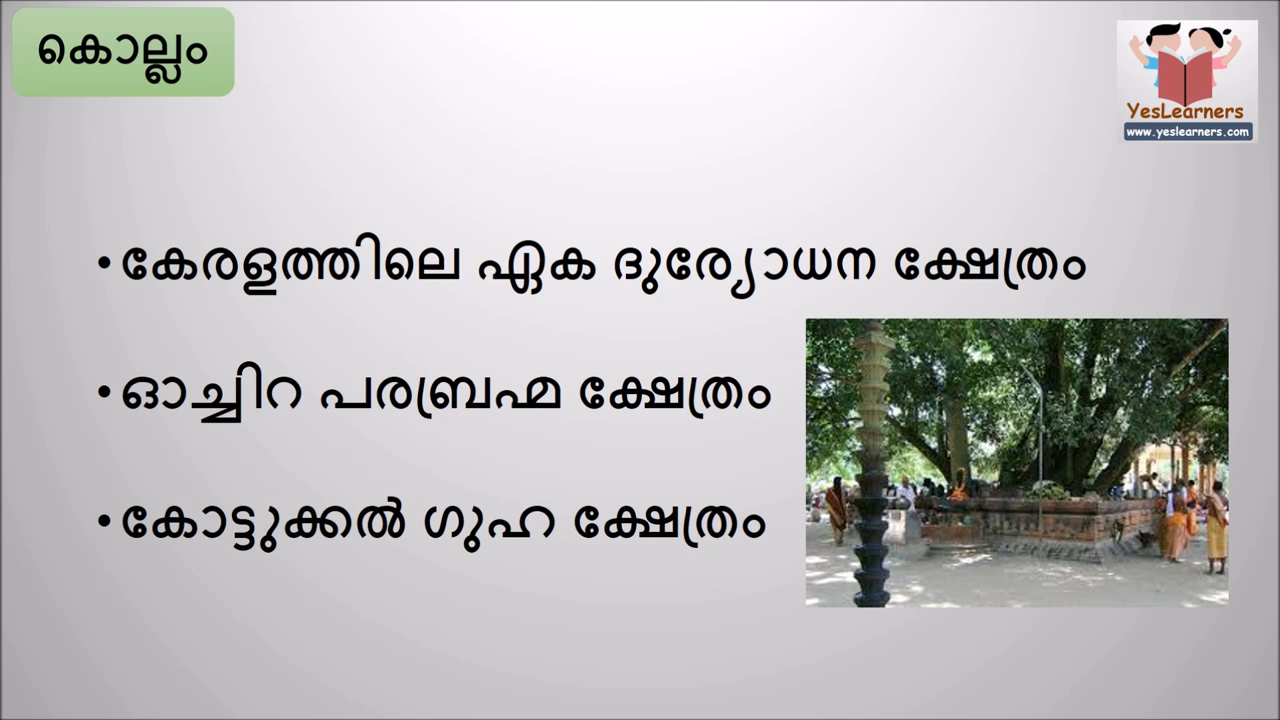 കൊല്ലം
YesLearners
www.yeslearners.com
•കേരളത്തിലെ ഏക ദുര്യോധന ക്ഷേത്രം
•ഓച്ചിറ പരബ്രഹ്മ ക്ഷേത്രം
•കോട്ടുക്കൽ ഗുഹ ക്ഷേത്രം